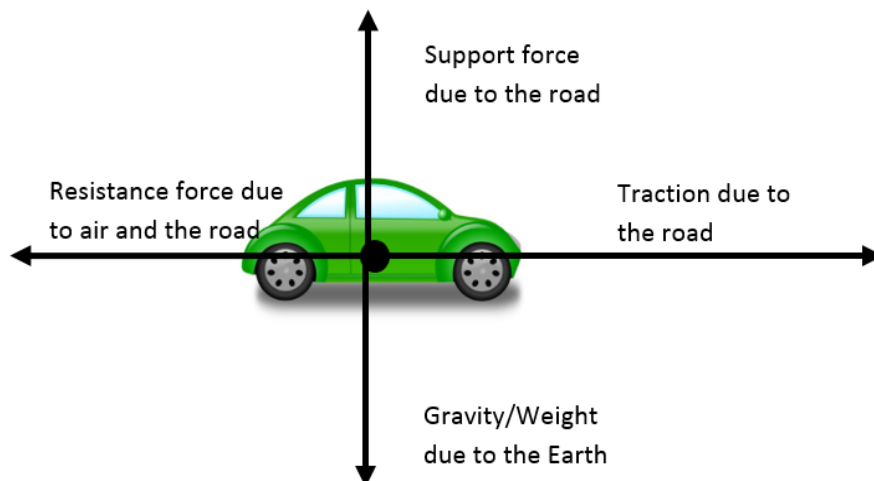 Support force
due to the road
Resistance force due
to air and the road
Traction due to
the road
Gravity/Weight
due to the Earth